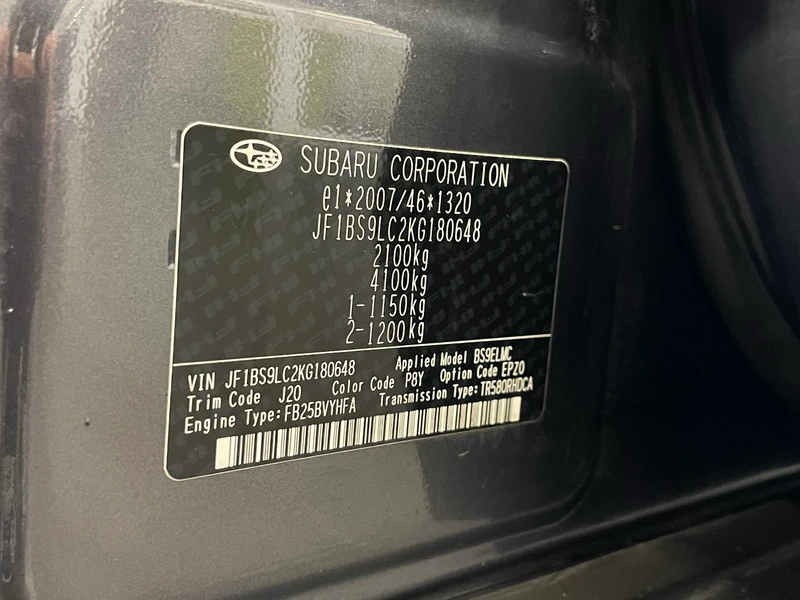 SUBARU CORPORATION
e1*2007/46*1320
JF1BS9LC2KG180648
2100kg
4100kg
1-1150kg
2-1200kg
VIN JF1BS9LC2KG180648 Applied Model BS9ELMC
Trim Code J20 Color Code P8Y Option Code EPZO
Engine Type: FB25BVYHFA Transmission Type: TR580RHDCA